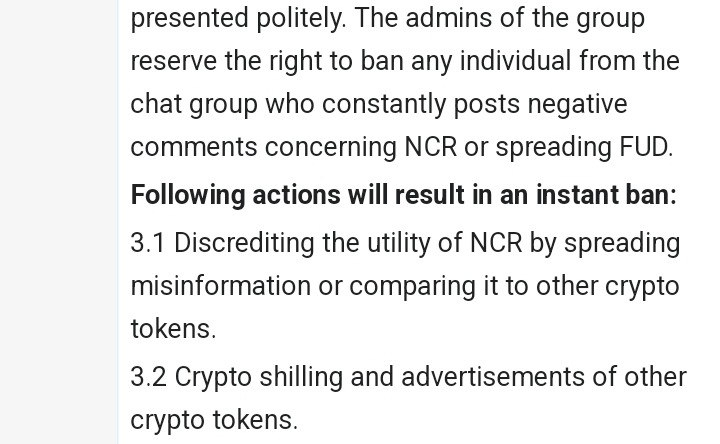 presented politely. The admins of the group
reserve the right to ban any individual from the
chat group who constantly posts negative
comments concerning NCR or spreading FUD.
Following actions will result in an instant ban:
3.1 Discrediting the utility of NCR by spreading
misinformation or comparing it to other crypto
tokens.
3.2 Crypto shilling and advertisements of other
crypto tokens.